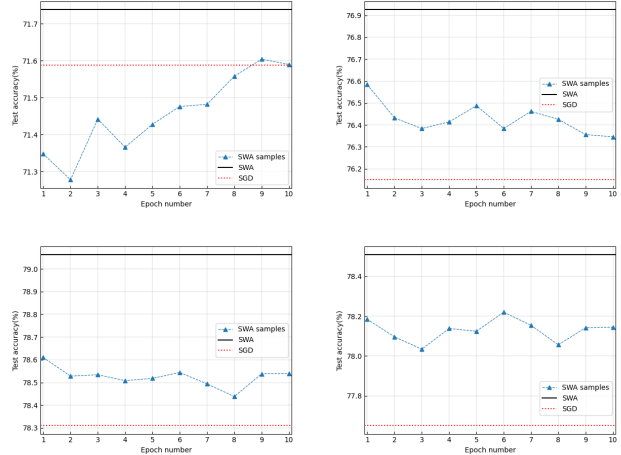 71.7
71.6
71.5
71.4
71.3
Test accuracy(%)
SWA samples
SWA
SGD
1 2 3 4 5 6 7 8 9 10
Epoch number
76.9
76.8
76.7
76.6
76.5
76.4
76.3
76.2
Test accuracy(%)
SWA samples
SWA
SGD
1 2 3 4 5 6 7 8 9 10
Epoch number
79.0
78.9
78.8
78.7
78.6
78.5
78.4
78.3
Test accuracy(%)
SWA samples
SWA
SGD
1 2 3 4 5 6 7 8 9 10
Epoch number
78.4
78.2
78.0
77.8
Test accuracy(%)
SWA samples
SWA
SGD
1 2 3 4 5 6 7 8 9 10
Epoch number